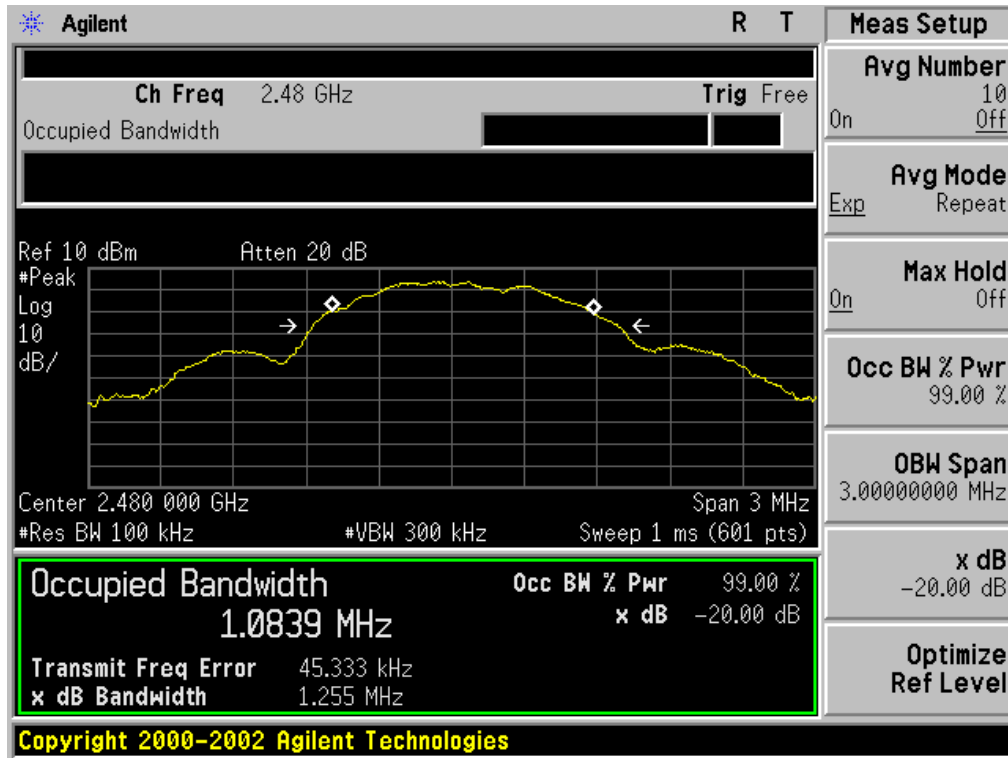 Agilent R T
Ch Freq 2.48 GHz Trig Free
Occupied Bandwidth
Ref 10 dBm Atten 20 dB
#Peak
Log
10
dB/
Center 2.480 000 GHz Span 3 MHz
#Res BW 100 kHz #VBW 300 kHz Sweep 1 ms (601 pts)
Occupied Bandwidth Occ BW % Pwr 99.00 %
1.0839 MHz x dB -20.00 dB
Transmit Freq Error 45.333 kHz
x dB Bandwidth 1.255 MHz
Copyright 2000-2002 Agilent Technologies
Meas Setup
Avg Number
10
On Off
Avg Mode
Exp Repeat
Max Hold
On Off
Occ BW % Pwr
99.00 %
OBW Span
3.00000000 MHz
x dB
-20.00 dB
Optimize
Ref Level